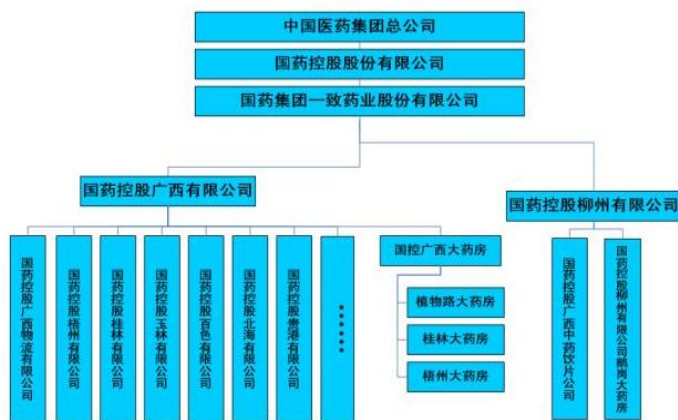 中国医药集团总公司
国药控股股份有限公司
国药集团一致药业股份有限公司
国药控股广西有限公司
国药控股柳州有限公司
国药控股广西物流有限公司
国药控股梧州有限公司
国药控股桂林有限公司
国药控股玉林有限公司
国药控股百色有限公司
国药控股北海有限公司
国药控股贵港有限公司
······
国控广西大药房
植物路大药房
桂林大药房
梧州大药房
国药控股广西中药饮片公司
国药控股柳州有限公司鹧岗大药房